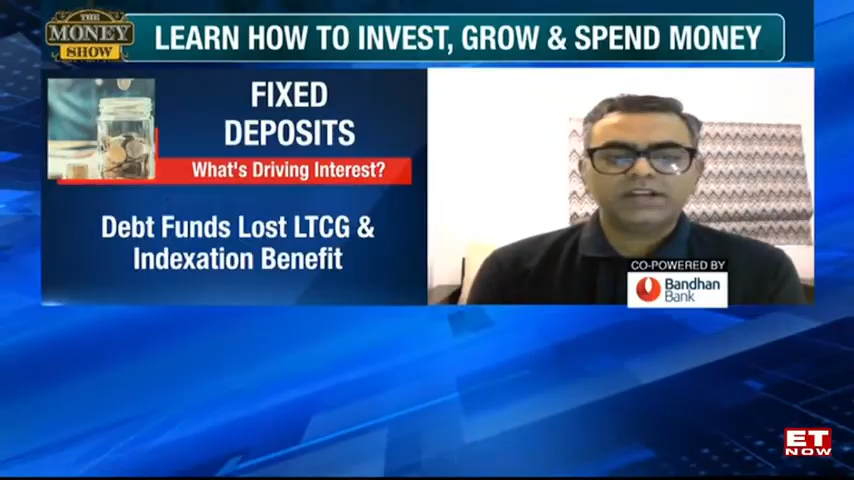 THE
MONEY
SHOW
LEARN HOW TO INVEST, GROW & SPEND MONEY
FIXED
DEPOSITS
What's Driving Interest?
Debt Funds Lost LTCG &
Indexation Benefit
CO-POWERED BY
Bandhan
Bank
ET
NOW